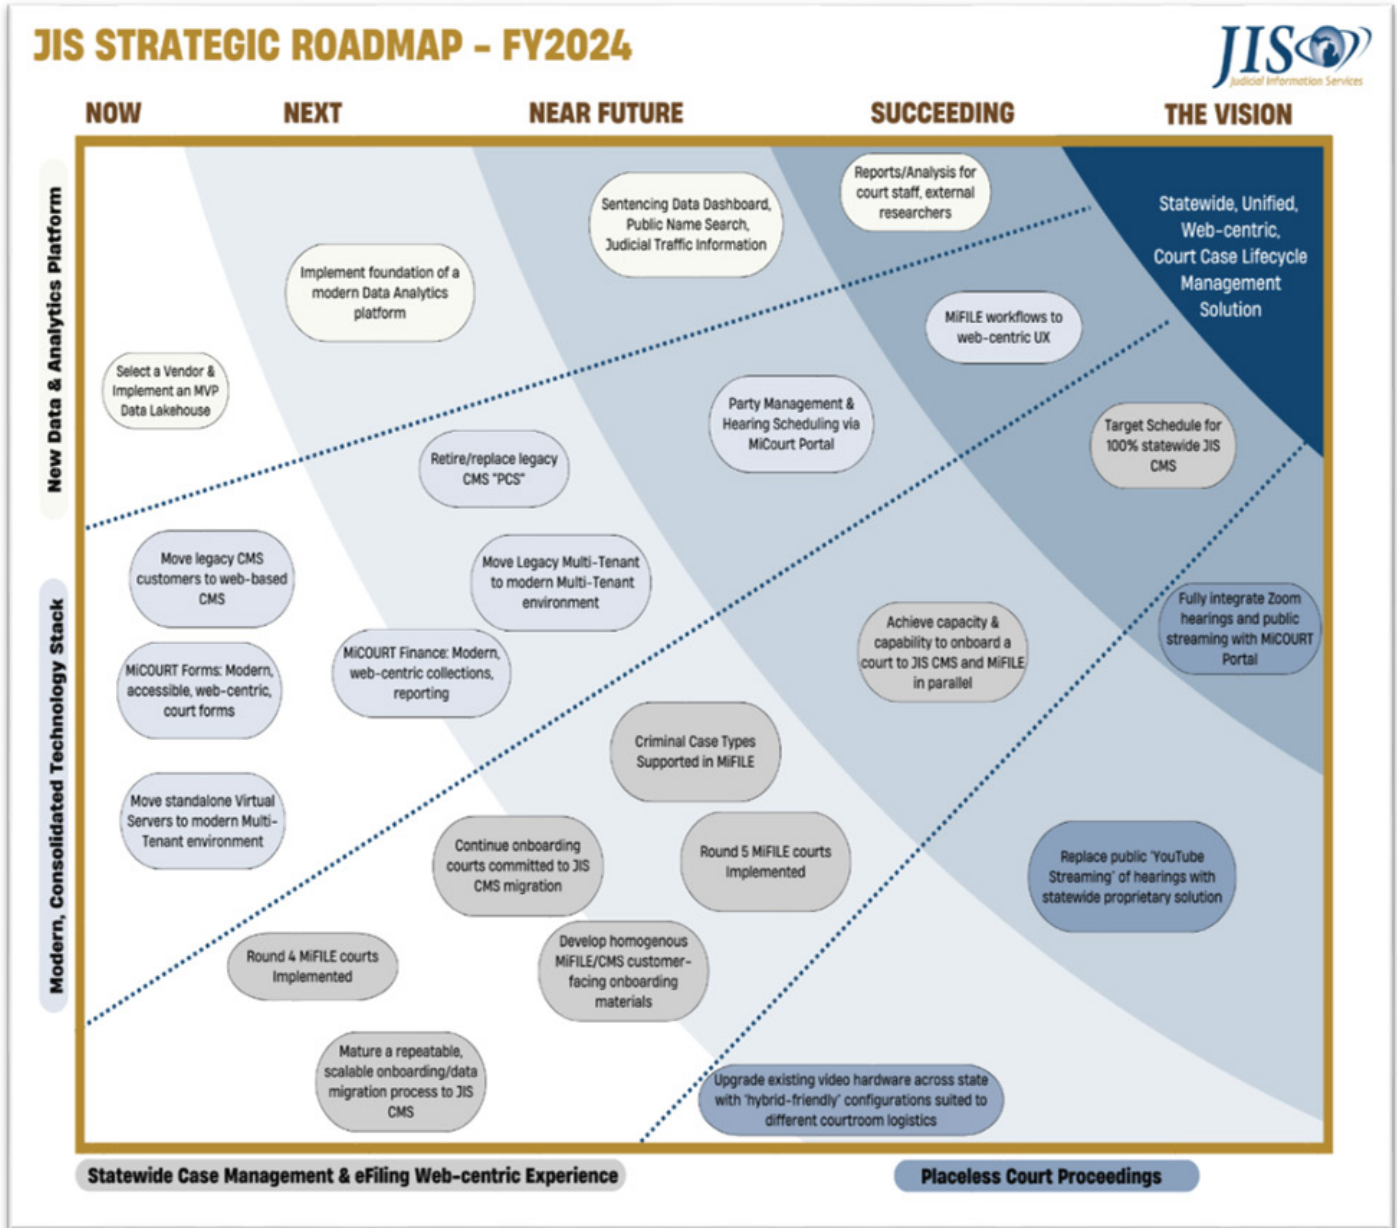 JIS STRATEGIC ROADMAP - FY2024
JIS
Judicial Information Services
NOW
NEXT
NEAR FUTURE
SUCCEEDING
THE VISION
New Data & Analytics Platform
Select a Vendor &
Implement an MVP
Data Lakehouse
Implement foundation of a
modern Data Analytics
platform
Sentencing Data Dashboard,
Public Name Search,
Judicial Traffic Information
Reports/Analysis for
court staff, external
researchers
Statewide, Unified,
Web-centric,
Court Case Lifecycle
Management
Solution
Modern, Consolidated Technology Stack
Move legacy CMS
customers to web-based
CMS
MiCOURT Forms: Modern,
accessible, web-centric,
court forms
Move standalone Virtual
Servers to modern Multi-
Tenant environment
Retire/replace legacy
CMS "PCS"
Move Legacy Multi-Tenant
to modern Multi-Tenant
environment
MiCOURT Finance: Modern,
web-centric collections,
reporting
Party Management &
Hearing Scheduling via
MiCourt Portal
MiFILE workflows to
web-centric UX
Round 4 MiFILE courts
Implemented
Mature a repeatable,
scalable onboarding/data
migration process to JIS
CMS
Continue onboarding
courts committed to JIS
CMS migration
Develop homogenous
MiFILE/CMS customer-
facing onboarding
materials
Criminal Case Types
Supported in MiFILE
Round 5 MiFILE courts
Implemented
Achieve capacity &
capability to onboard a
court to JIS CMS and MiFILE
in parallel
Target Schedule for
100% statewide JIS
CMS
Upgrade existing video hardware across state
with 'hybrid-friendly' configurations suited to
different courtroom logistics
Replace public 'YouTube
Streaming' of hearings with
statewide proprietary solution
Fully integrate Zoom
hearings and public
streaming with MiCOURT
Portal
Statewide Case Management & eFiling Web-centric Experience
Placeless Court Proceedings